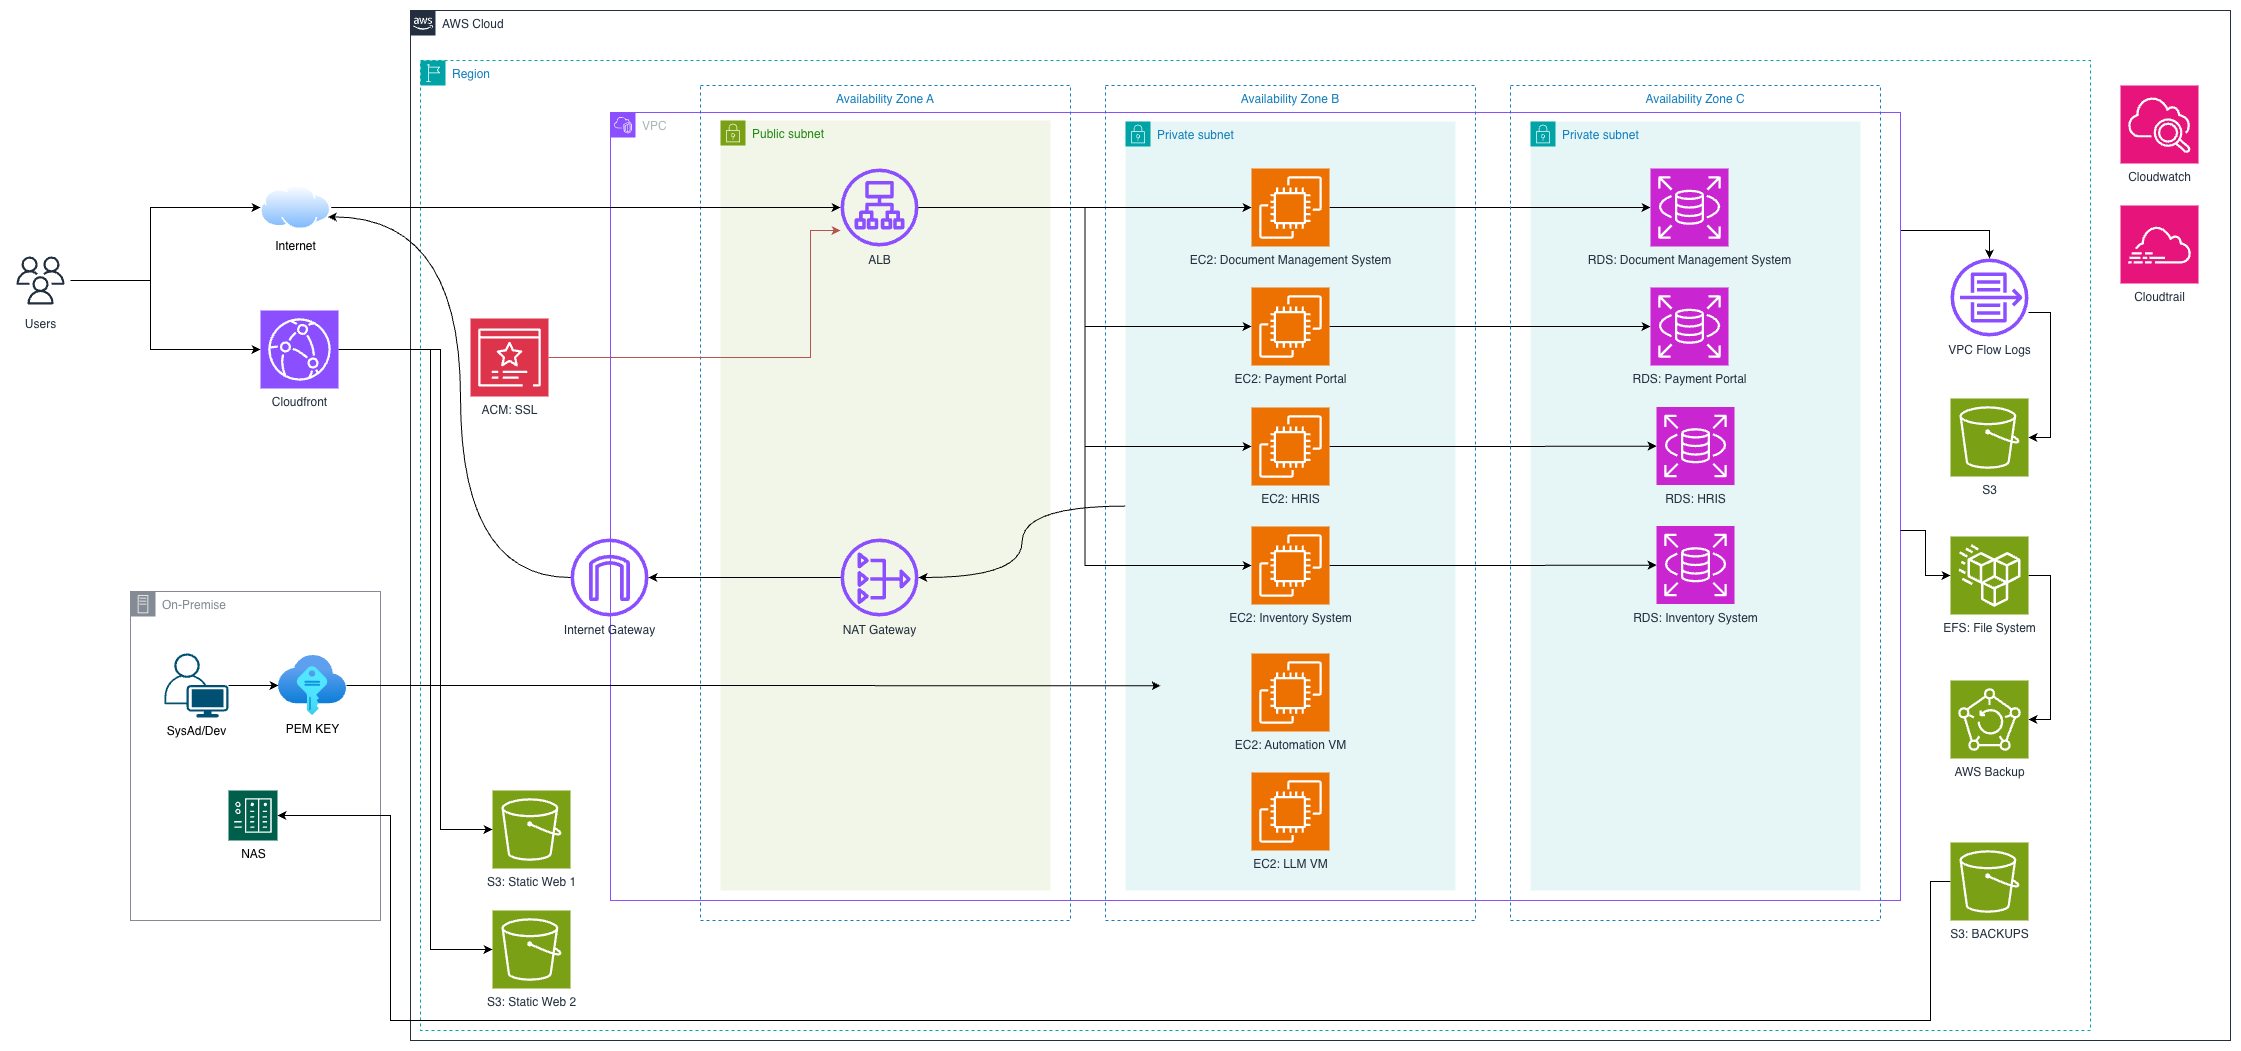 aws
AWS Cloud
Region
Availability Zone A
Availability Zone B
Availability Zone C
VPC
Public subnet
Private subnet
Private subnet
Cloudwatch
Internet
ALB
EC2: Document Management System
RDS: Document Management System
Cloudtrail
Users
VPC Flow Logs
Cloudfront
ACM: SSL
EC2: Payment Portal
RDS: Payment Portal
EC2: HRIS
RDS: HRIS
S3
On-Premise
Internet Gateway
NAT Gateway
EC2: Inventory System
RDS: Inventory System
EFS: File System
SysAd/Dev
PEM KEY
EC2: Automation VM
AWS Backup
NAS
S3: Static Web 1
EC2: LLM VM
S3: BACKUPS
S3: Static Web 2